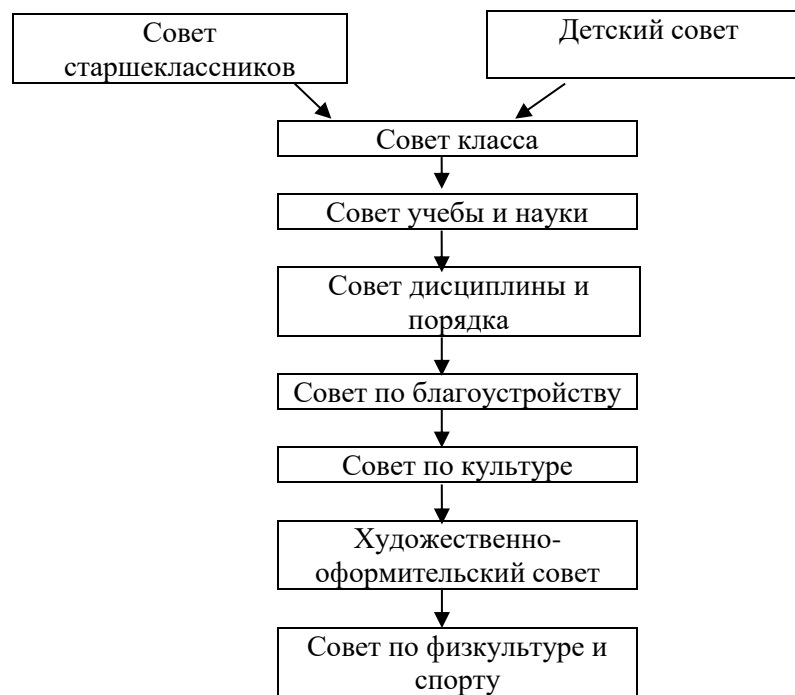 Совет
старшеклассников
Детский совет
Совет класса
Совет учебы и науки
Совет дисциплины и
порядка
Совет по благоустройству
Совет по культуре
Художественно-
оформительский совет
Совет по физкультуре и
спорту